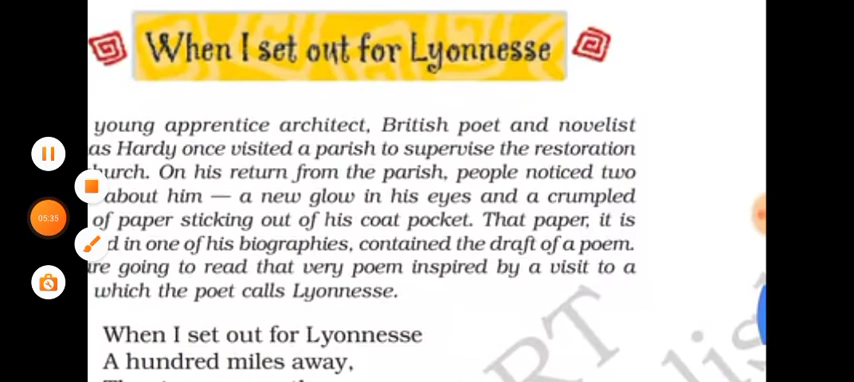 When I set out for Lyonnesse
young apprentice architect, British poet and novelist
as Hardy once visited a parish to supervise the restoration
hurch. On his return from the parish, people noticed two
about him — a new glow in his eyes and a crumpled
of paper sticking out of his coat pocket. That paper, it is
d in one of his biographies, contained the draft of a poem.
re going to read that very poem inspired by a visit to a
which the poet calls Lyonnesse.
05:35
When I set out for Lyonnesse
A hundred miles away,